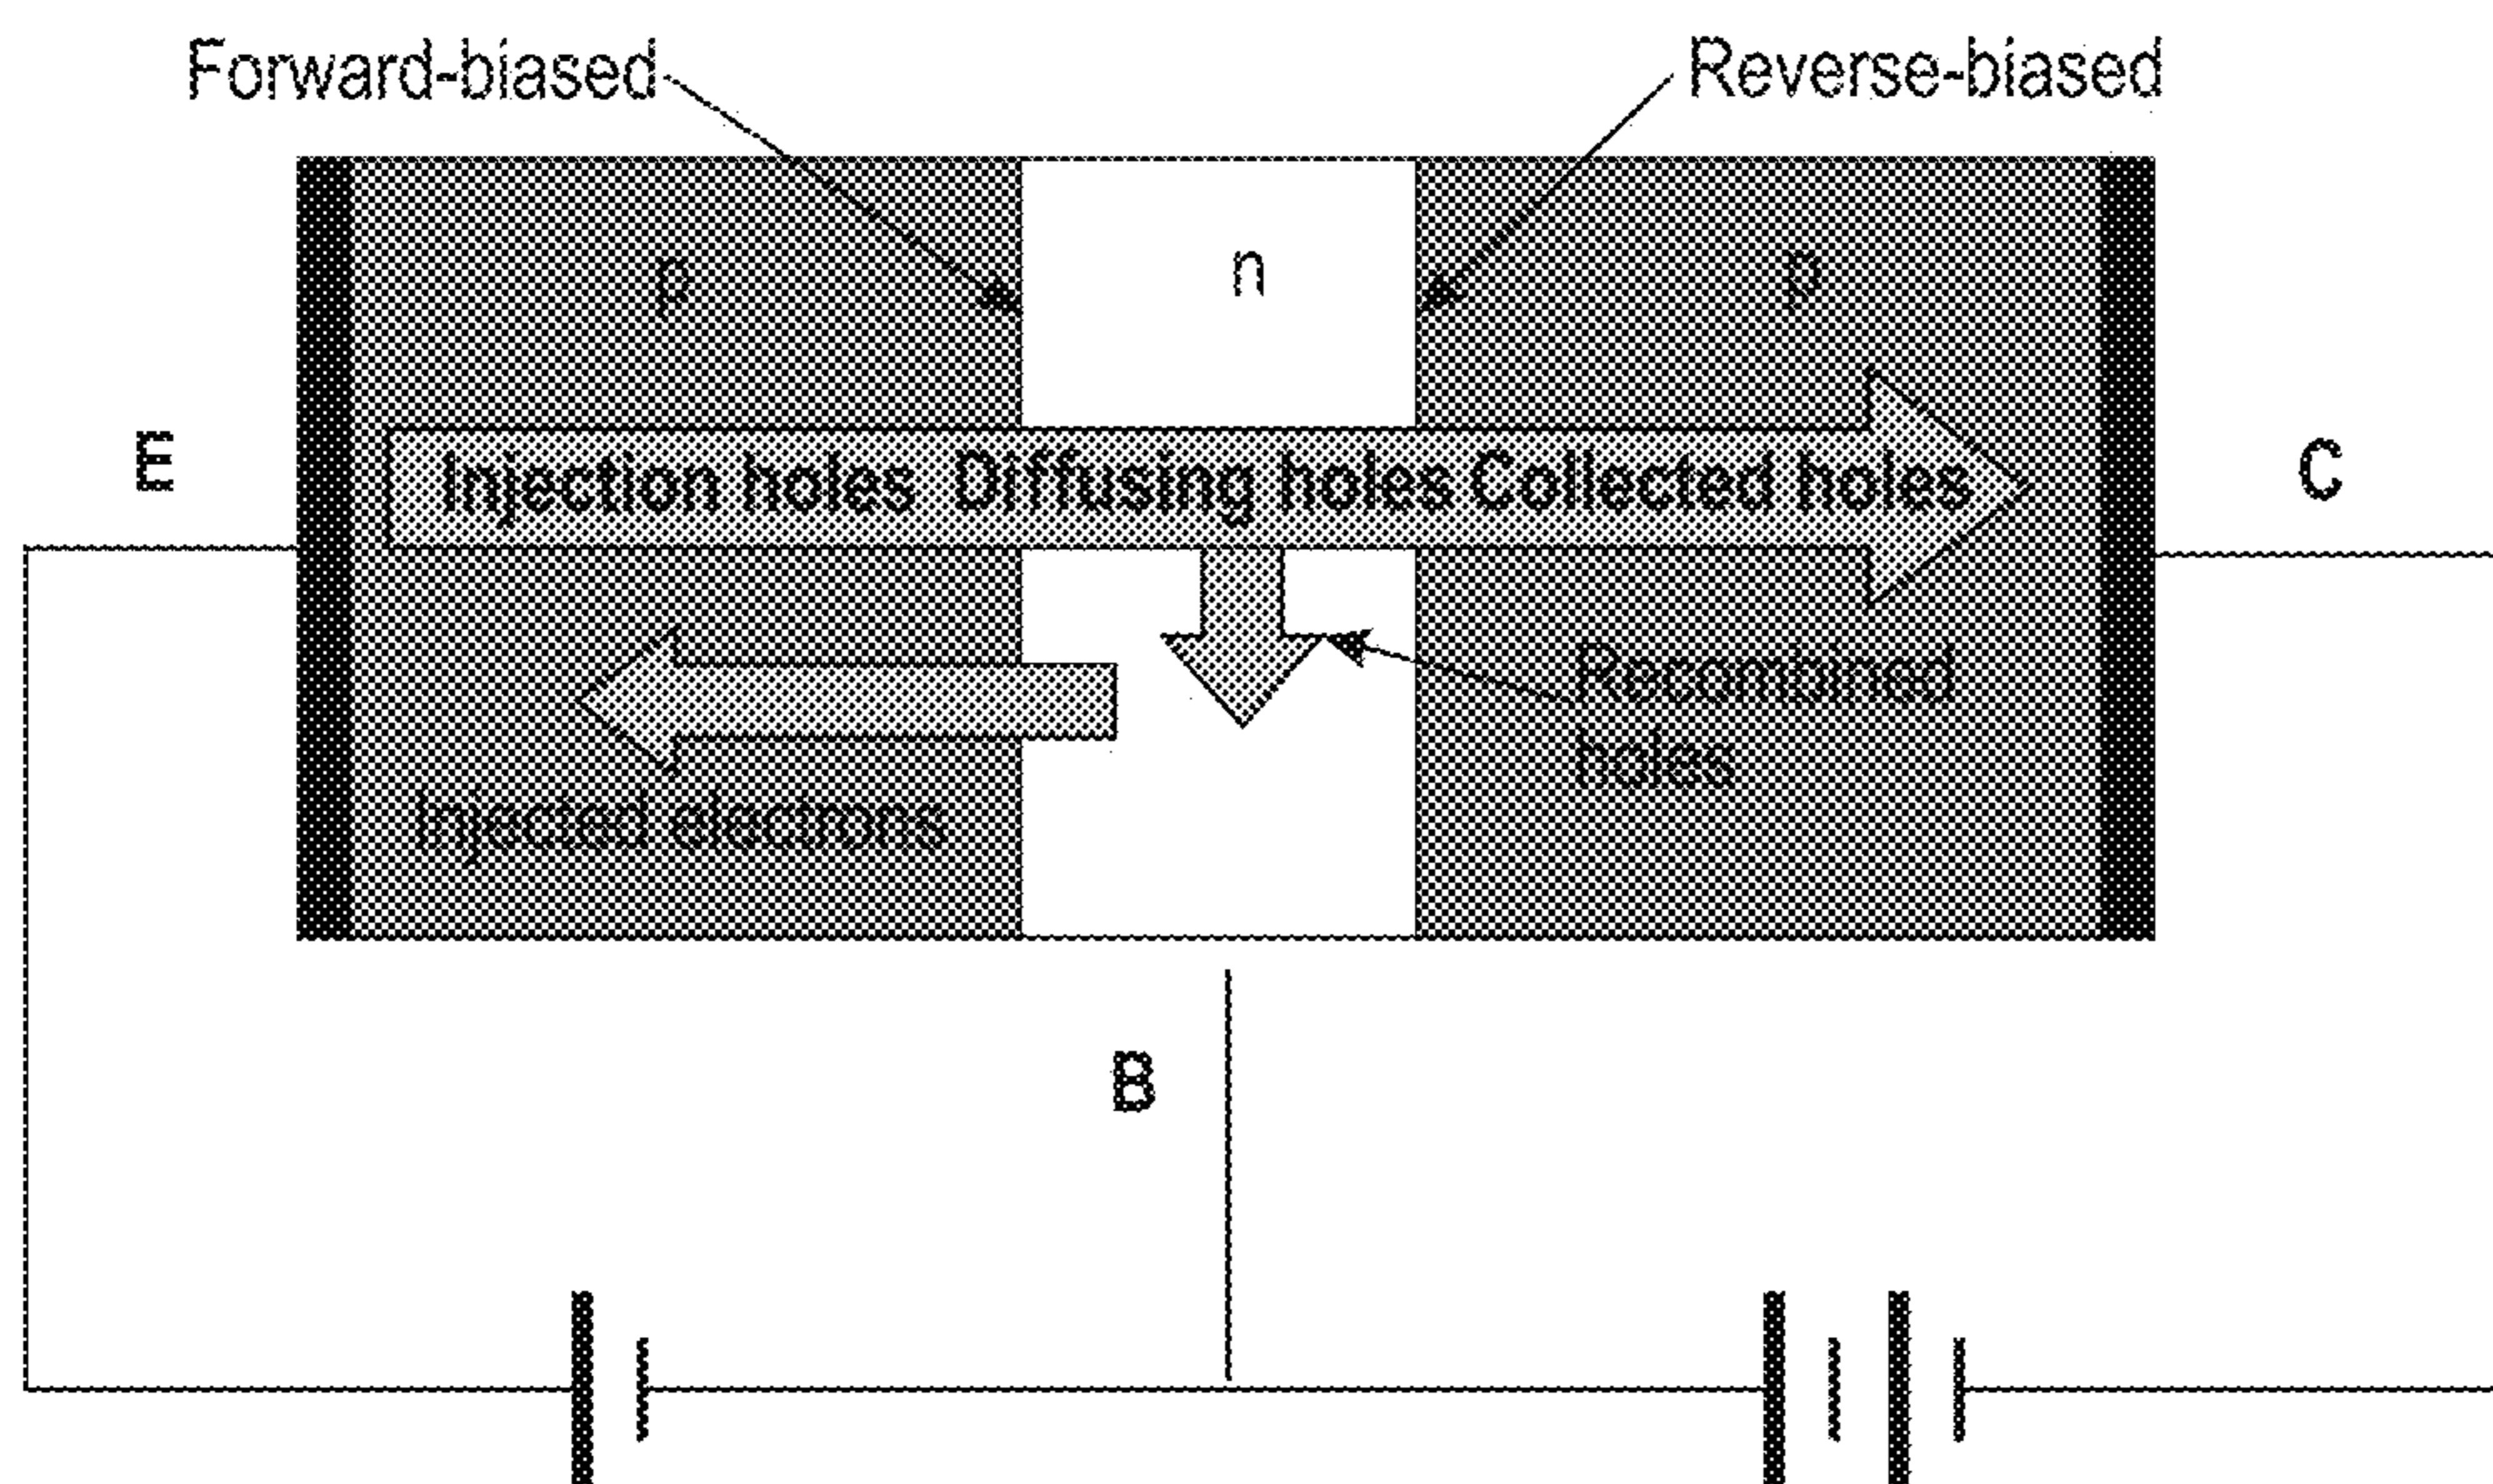 Forward-biased
Reverse-biased
p
n
p
E
Injection holes Diffusing holes Collected holes
C
Recombined
holes
Injected electrons
B